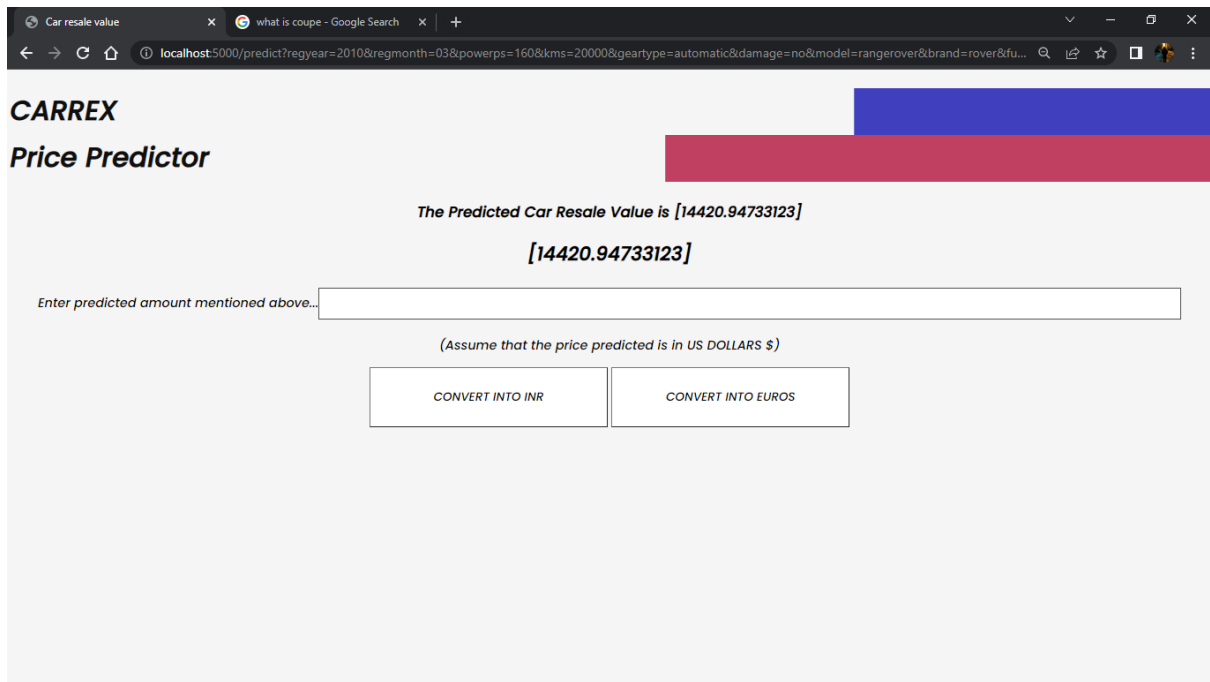 Car resale value
what is coupe - Google Search
localhost:5000/predict?regyear=2010&regmonth=03&powerps=160&kms=20000&geartype=automatic&damage=no&model=rangerover&brand=rover&fu...
CARREX
Price Predictor
The Predicted Car Resale Value is [14420.94733123]
[14420.94733123]
Enter predicted amount mentioned above...
(Assume that the price predicted is in US DOLLARS $)
CONVERT INTO INR
CONVERT INTO EUROS